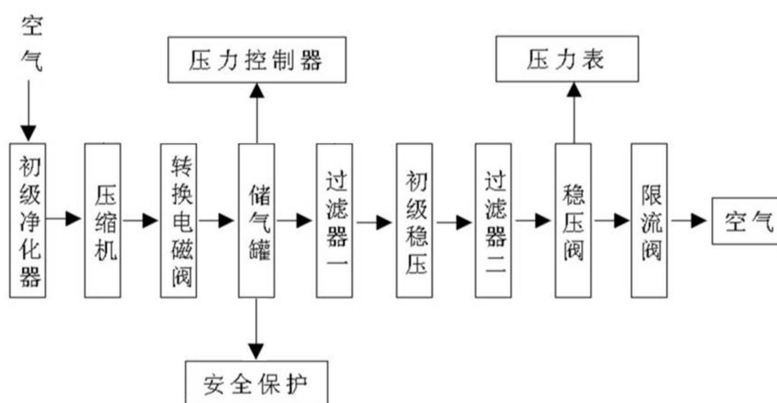 空气
压力控制器
压力表
初级净化器
压缩机
转换电磁阀
储气罐
过滤器一
初级稳压
过滤器二
稳压阀
限流阀
空气
安全保护